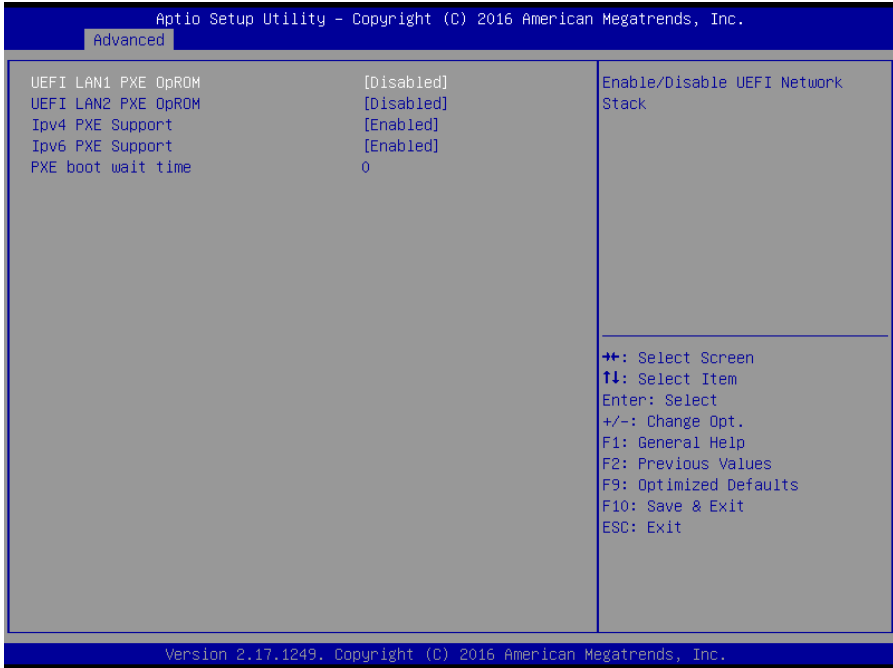 Aptio Setup Utility – Copyright (C) 2016 American Megatrends, Inc.
Advanced
UEFI LAN1 PXE OpROM [Disabled]
UEFI LAN2 PXE OpROM [Disabled]
Ipv4 PXE Support [Enabled]
Ipv6 PXE Support [Enabled]
PXE boot wait time 0
Enable/Disable UEFI Network
Stack
→←: Select Screen
↑↓: Select Item
Enter: Select
+/-: Change Opt.
F1: General Help
F2: Previous Values
F9: Optimized Defaults
F10: Save & Exit
ESC: Exit
Version 2.17.1249. Copyright (C) 2016 American Megatrends, Inc.